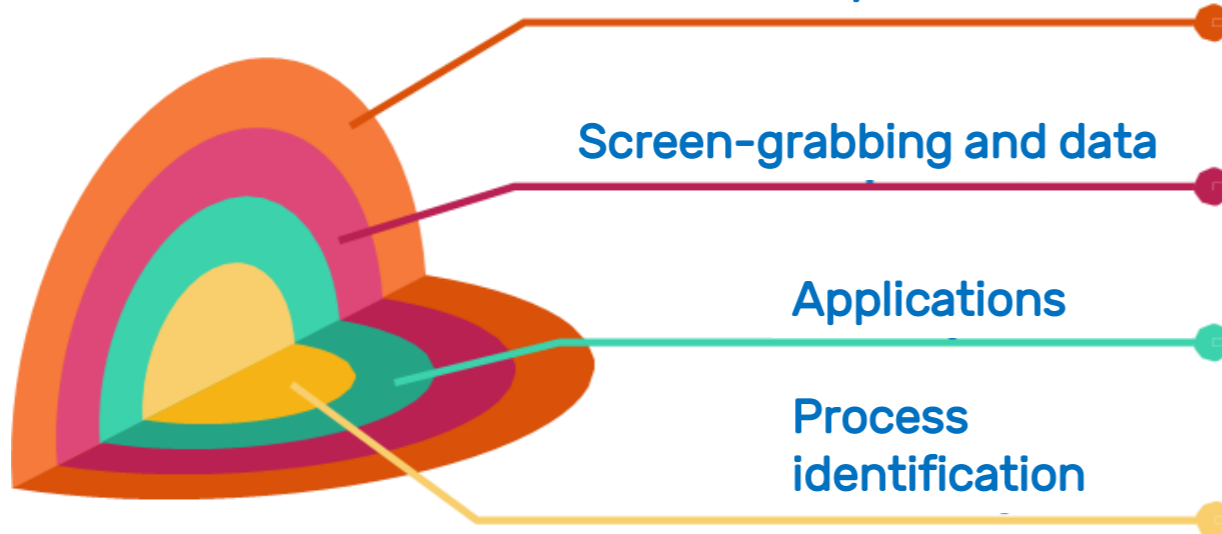 Screen-grabbing and data
Applications
Process
identification